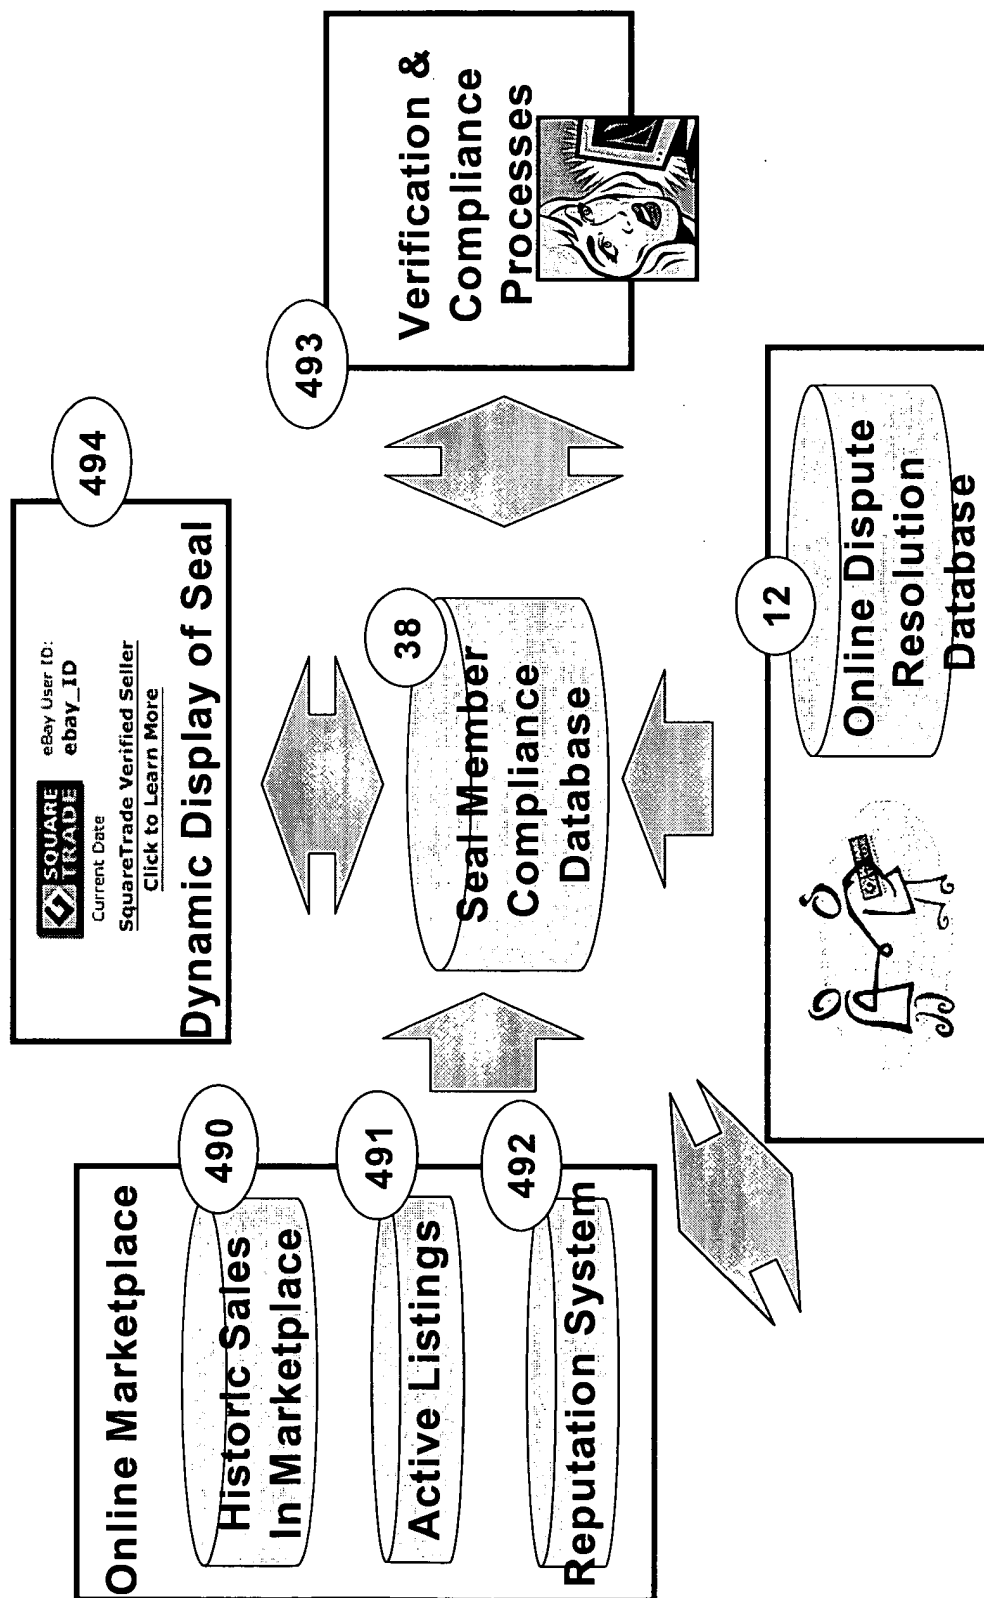 Online Marketplace
490
Historic Sales
In Marketplace
491
Active Listings
492
Reputation System
494
SQUARE
TRADE
eBay User ID:
ebay_ID
Current Date
SquareTrade Verified Seller
Click to Learn More
Dynamic Display of Seal
38
Seal Member
Compliance
Database
493
Verification &
Compliance
Processes
12
Online Dispute
Resolution
Database